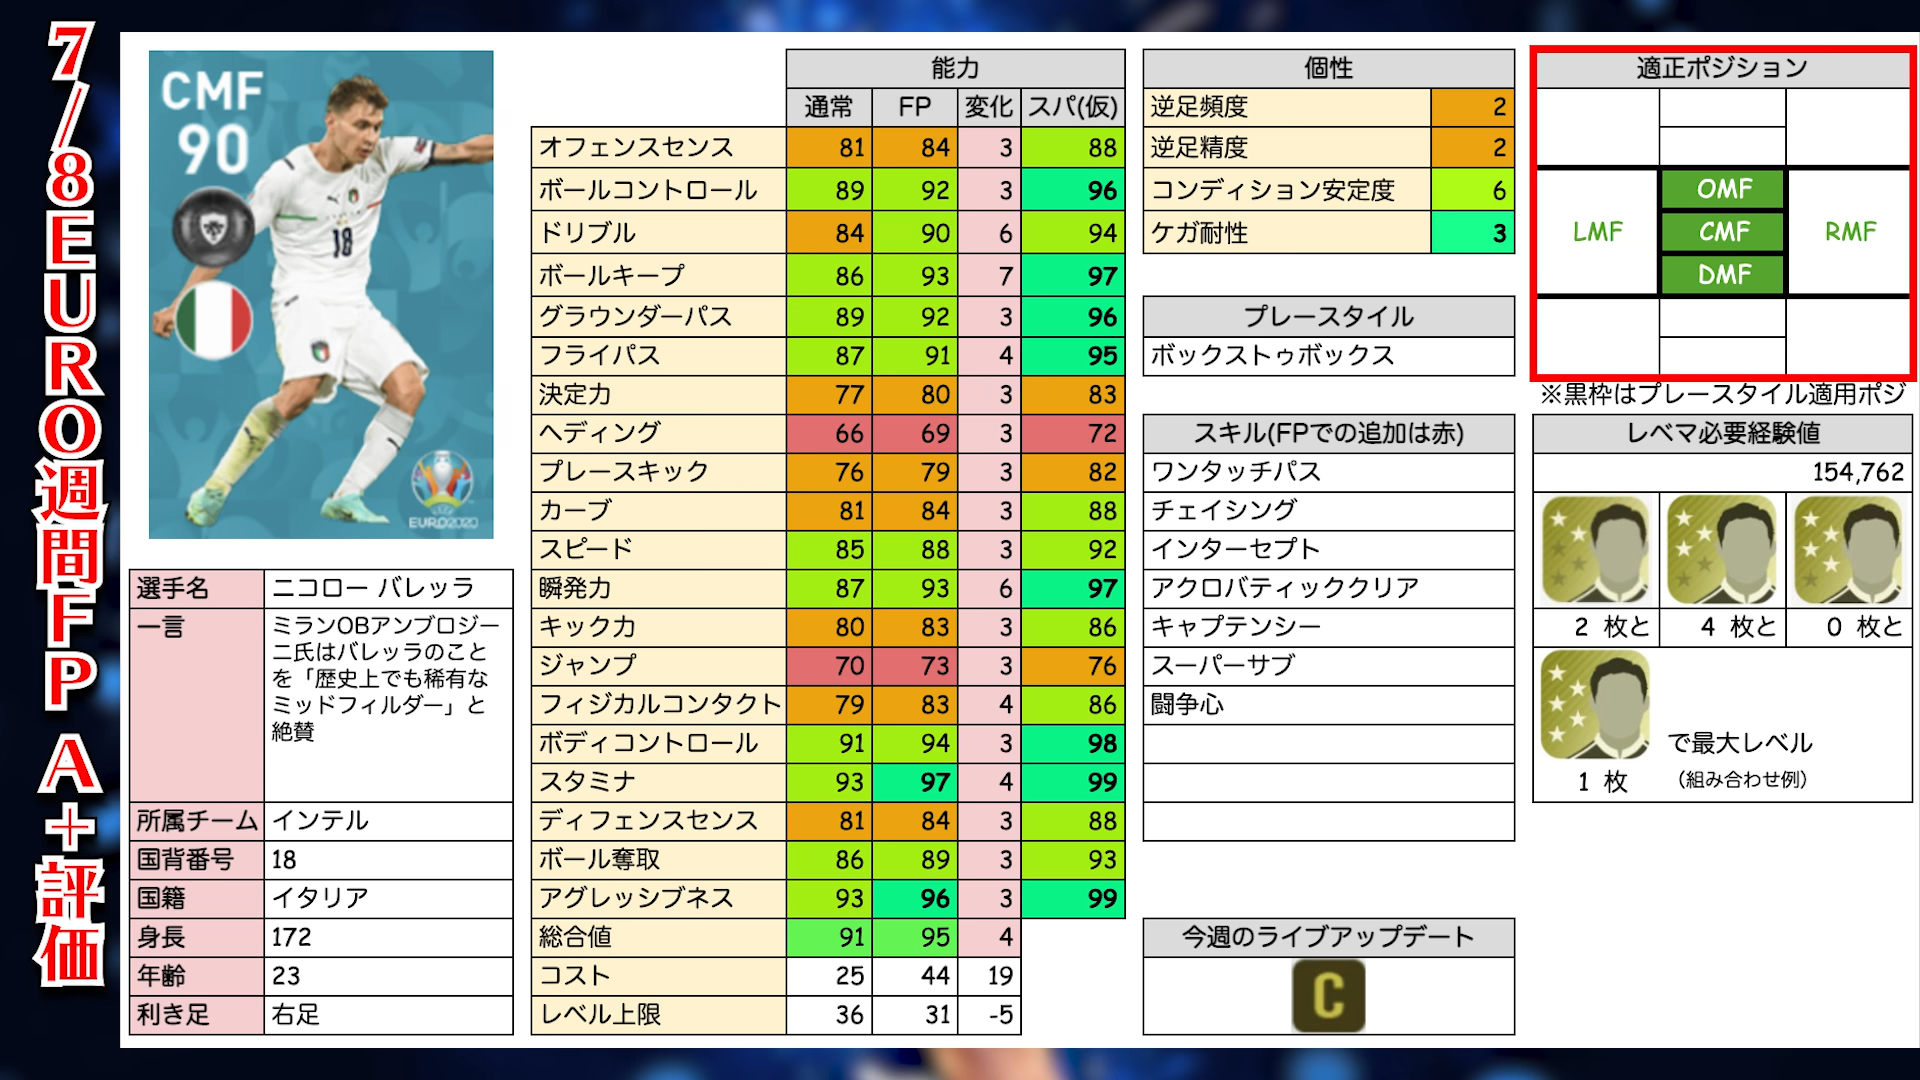 7/8EURO週間FP A+評価
CMF
90
18
EURO2020
選手名 ニコロー バレッラ
一言 ミランOBアンブロジー
ニ氏はバレッラのこと
を「歴史上でも稀有な
ミッドフィルダー」と
絶賛
所属チーム インテル
国背番号 18
国籍 イタリア
身長 172
年齢 23
利き足 右足
能力
通常 FP 変化 スパ(仮)
オフェンスセンス 81 84 3 88
ボールコントロール 89 92 3 96
ドリブル 84 90 6 94
ボールキープ 86 93 7 97
グラウンダーパス 89 92 3 96
フライパス 87 91 4 95
決定力 77 80 3 83
ヘディング 66 69 3 72
プレースキック 76 79 3 82
カーブ 81 84 3 88
スピード 85 88 3 92
瞬発力 87 93 6 97
キック力 80 83 3 86
ジャンプ 70 73 3 76
フィジカルコンタクト 79 83 4 86
ボディコントロール 91 94 3 98
スタミナ 93 97 4 99
ディフェンスセンス 81 84 3 88
ボール奪取 86 89 3 93
アグレッシブネス 93 96 3 99
総合値 91 95 4
コスト 25 44 19
レベル上限 36 31 -5
個性
逆足頻度 2
逆足精度 2
コンディション安定度 6
ケガ耐性 3
プレースタイル
ボックストゥボックス
スキル(FPでの追加は赤)
ワンタッチパス
チェイシング
インターセプト
アクロバティッククリア
キャプテンシー
スーパーサブ
闘争心
今週のライブアップデート
C
適正ポジション
OMF
LMF CMF RMF
DMF
※黒枠はプレースタイル適用ポジ
レベマ必要経験値
154,762
2 枚と 4 枚と 0 枚と
で最大レベル
1 枚 (組み合わせ例)